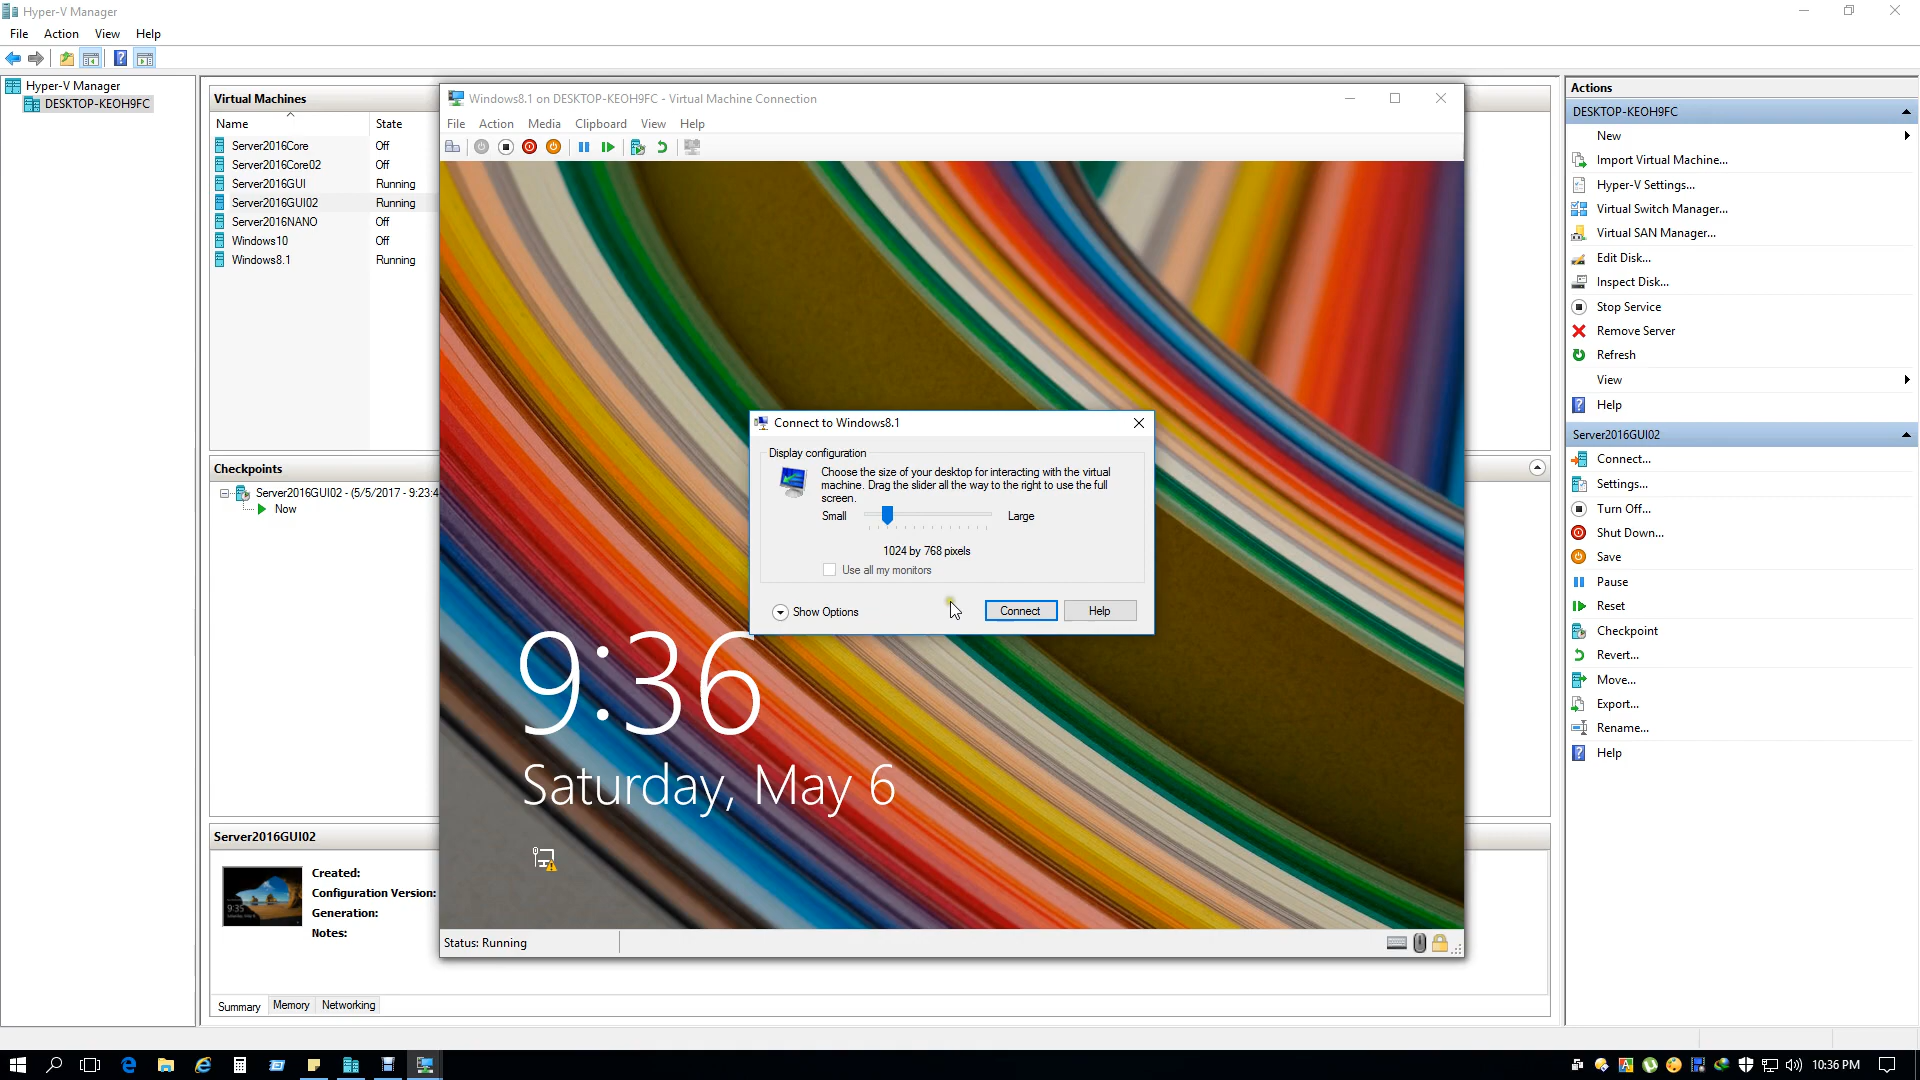 Hyper-V Manager
File Action View Help
Hyper-V Manager
DESKTOP-KEOH9FC
Virtual Machines
Name State
Server2016Core Off
Server2016Core02 Off
Server2016GUI Running
Server2016GUI02 Running
Server2016NANO Off
Windows10 Off
Windows8.1 Running
Checkpoints
Server2016GUI02 - (5/5/2017 - 9:23:4
Now
Server2016GUI02
9:35
Created:
Configuration Version:
Generation:
Notes:
Summary Memory Networking
Windows8.1 on DESKTOP-KEOH9FC - Virtual Machine Connection
File Action Media Clipboard View Help
Connect to Windows8.1
Display configuration
Choose the size of your desktop for interacting with the virtual
machine. Drag the slider all the way to the right to use the full
screen.
Small Large
1024 by 768 pixels
Use all my monitors
Show Options
Connect
Help
9:36
Saturday, May 6
Status: Running
Actions
DESKTOP-KEOH9FC
New
Import Virtual Machine...
Hyper-V Settings...
Virtual Switch Manager...
Virtual SAN Manager...
Edit Disk...
Inspect Disk...
Stop Service
Remove Server
Refresh
View
Help
Server2016GUI02
Connect...
Settings...
Turn Off...
Shut Down...
Save
Pause
Reset
Checkpoint
Revert...
Move...
Export...
Rename...
Help
10:36 PM